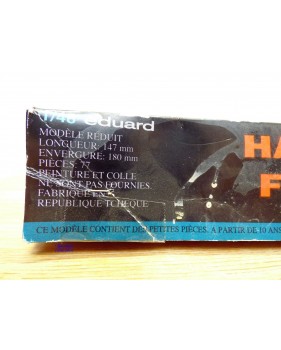 1/48 eduard
MODÈLE RÉDUIT
LONGUEUR: 147 mm
ENVERGURE: 180 mm
PIÈCES: 77
PEINTURE ET COLLE
NE SONT PAS FOURNIES.
FABRIQUÉ EN
REPUBLIQUE TCHEQUE
HA
F
CE MODÈLE CONTIENT DES PETITES PIÈCES. A PARTIR DE 10 ANS